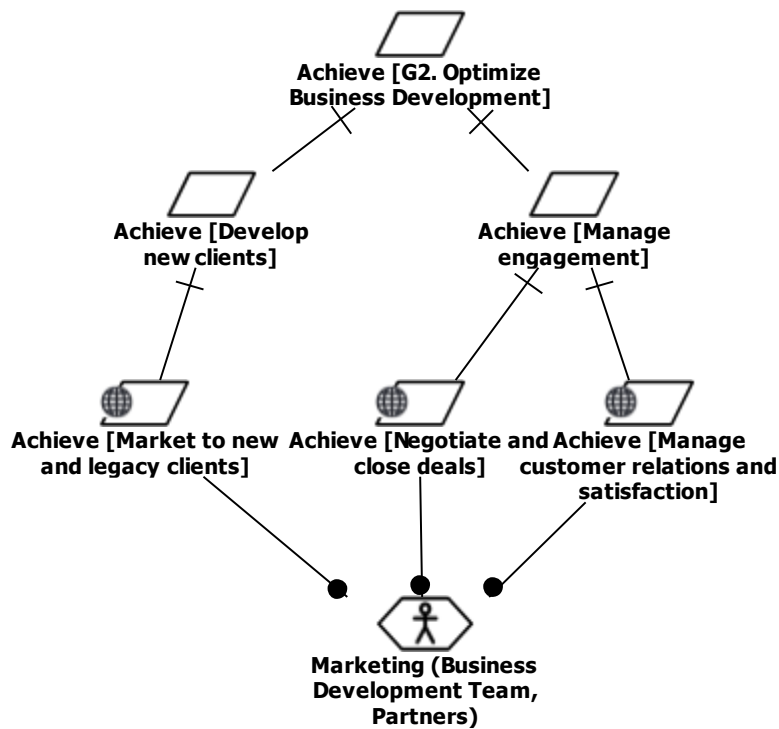 Achieve [G2. Optimize
Business Development]
Achieve [Develop
new clients]
Achieve [Manage
engagement]
Achieve [Market to new
and legacy clients]
Achieve [Negotiate and
close deals]
Achieve [Manage
customer relations and
satisfaction]
Marketing (Business
Development Team,
Partners)